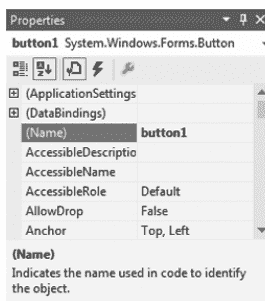 Properties
button1 System.Windows.Forms.Button
(ApplicationSettings
(DataBindings)
(Name) button1
AccessibleDescriptio
AccessibleName
AccessibleRole Default
AllowDrop False
Anchor Top, Left
(Name)
Indicates the name used in code to identify
the object.